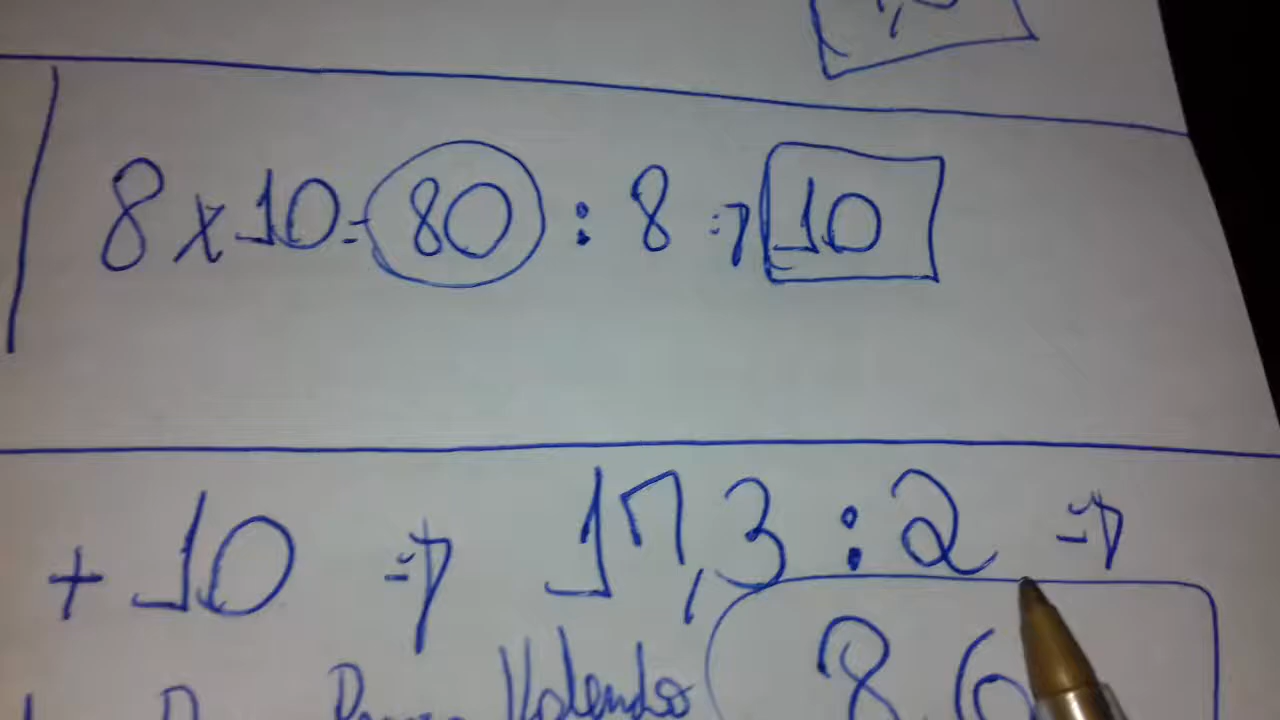 8 x 10 = 80 : 8 => 10
+ 10 => 17,3 : 2 =>
8,6